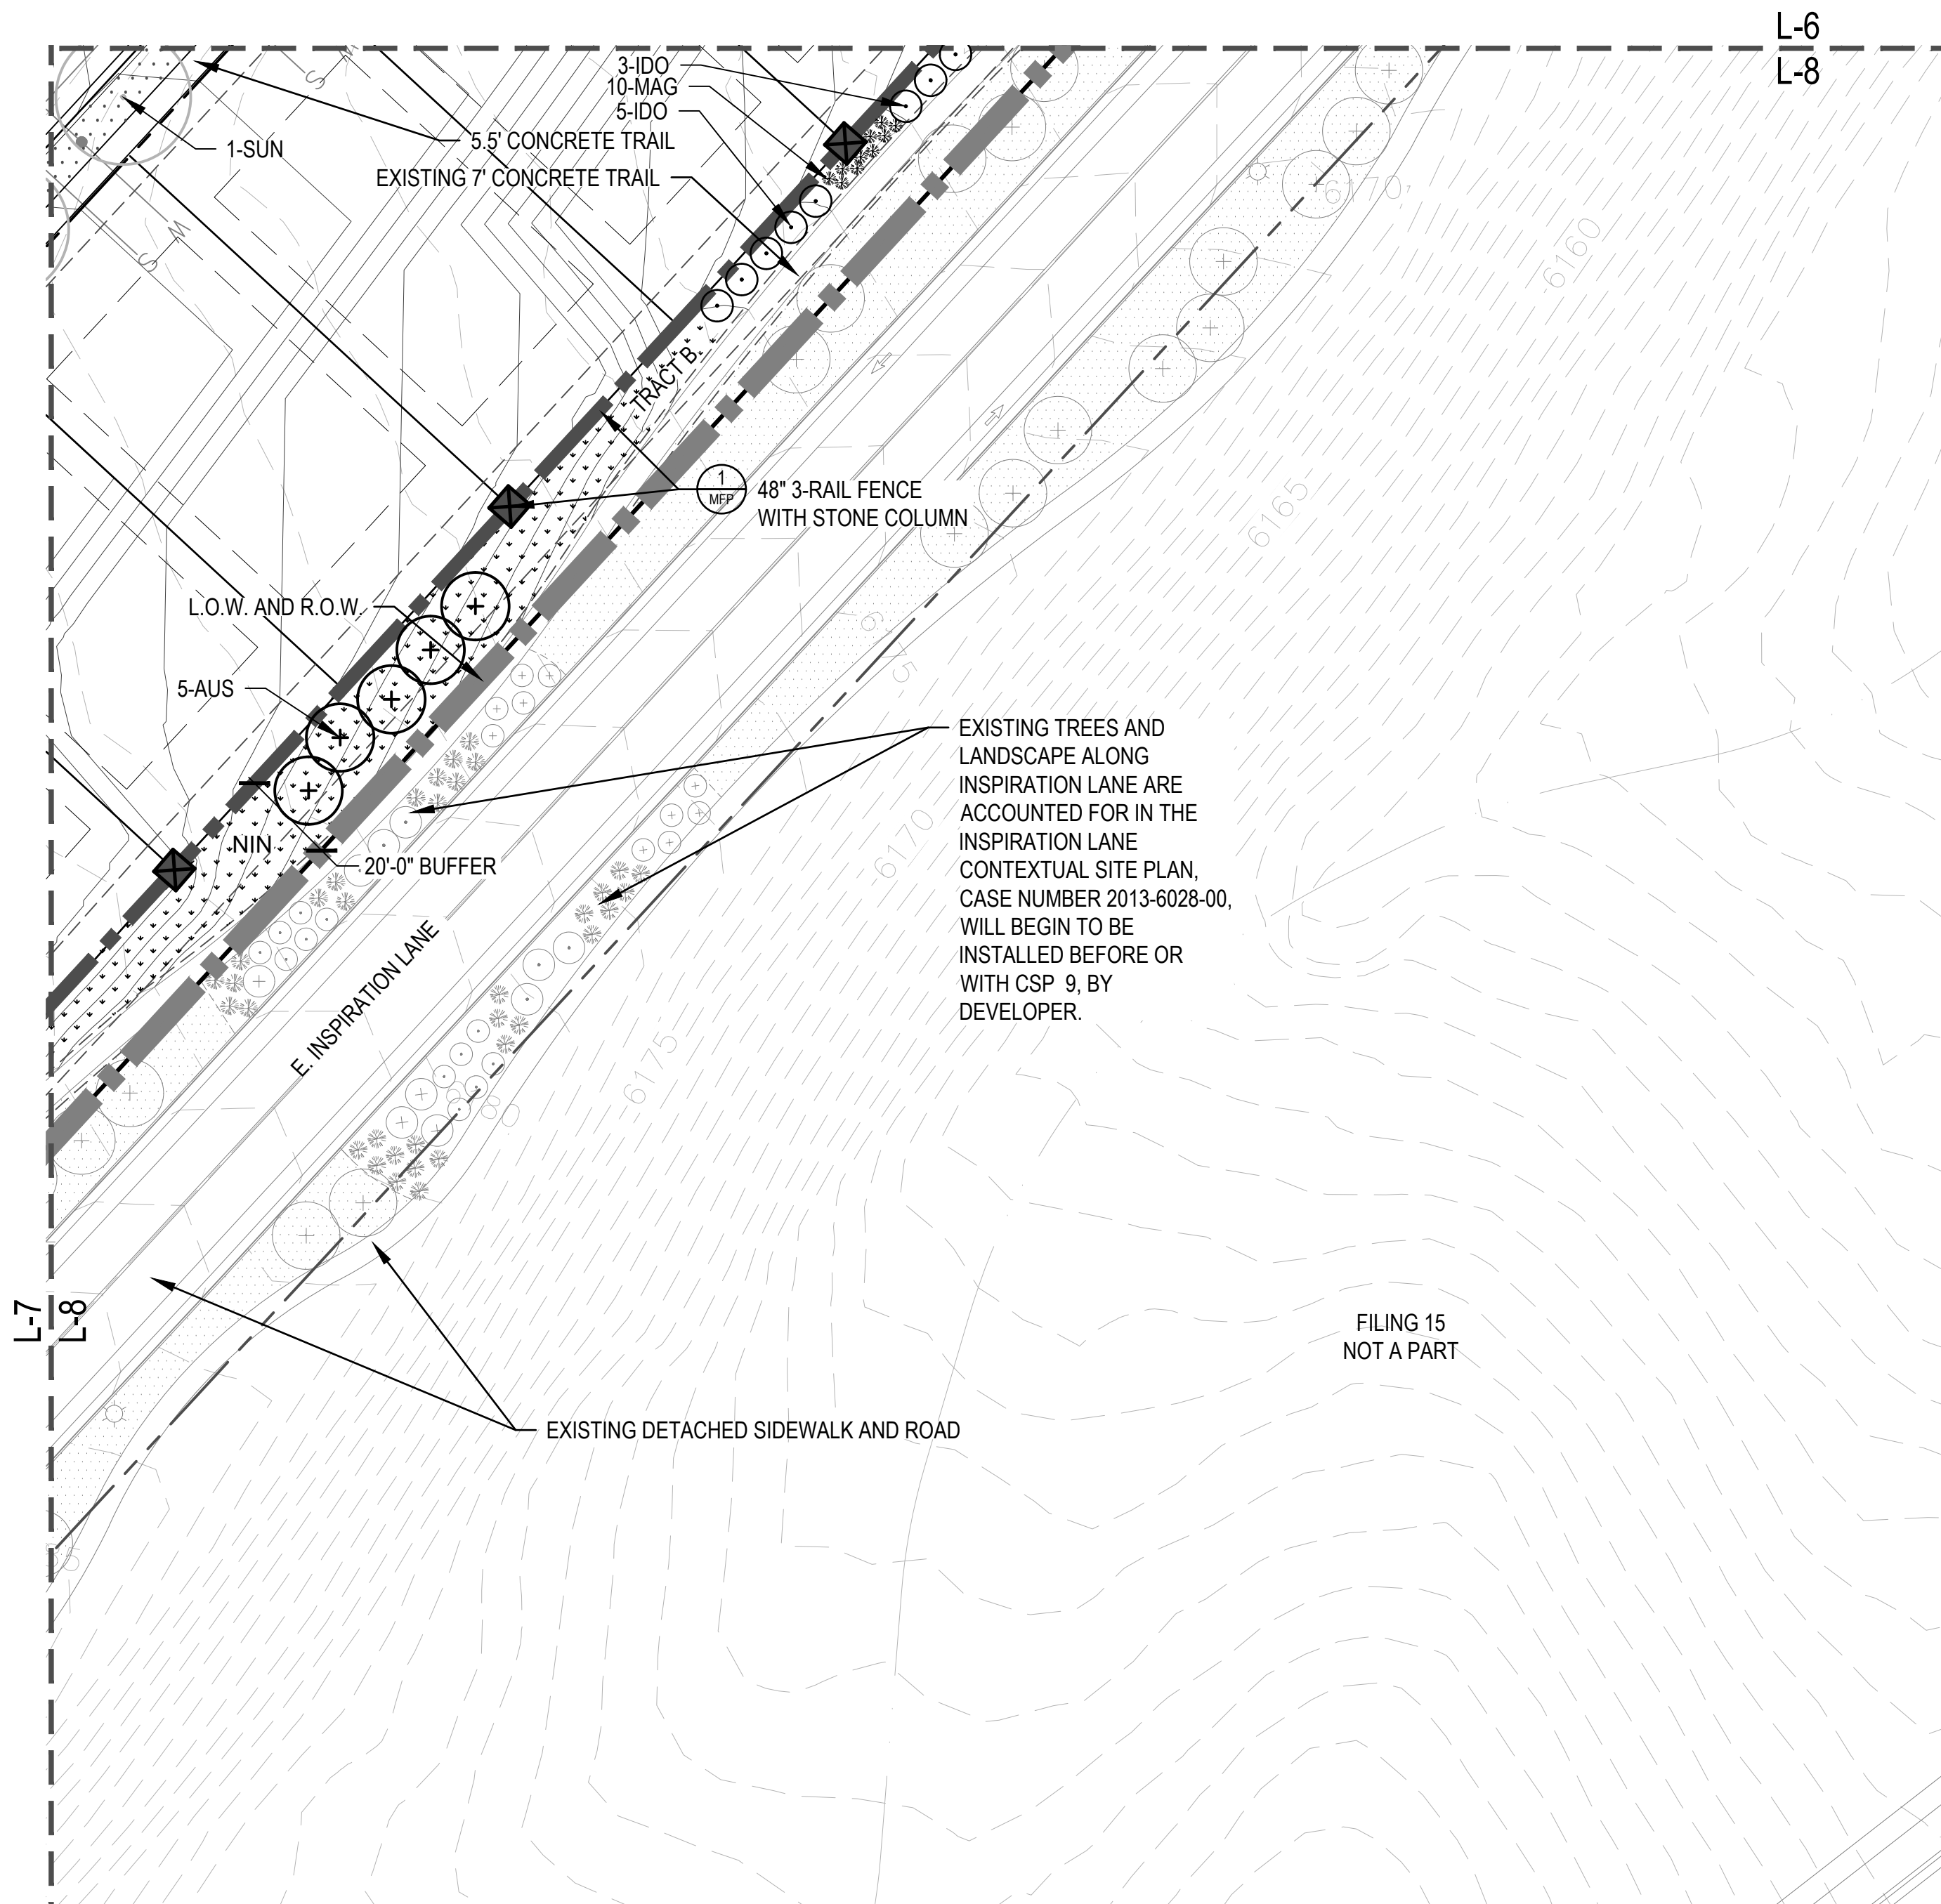 L-6
L-8
3-IDO
10-MAG
5-IDO
5.5' CONCRETE TRAIL
1-SUN
EXISTING 7' CONCRETE TRAIL
S
W
S
W
6170
6160
TRACT B
1
MFP
48" 3-RAIL FENCE
WITH STONE COLUMN
6165
L.O.W. AND R.O.W.
5-AUS
EXISTING TREES AND
LANDSCAPE ALONG
INSPIRATION LANE ARE
ACCOUNTED FOR IN THE
INSPIRATION LANE
CONTEXTUAL SITE PLAN,
CASE NUMBER 2013-6028-00,
WILL BEGIN TO BE
INSTALLED BEFORE OR
WITH CSP 9, BY
DEVELOPER.
6170
NIN
20'-0" BUFFER
E. INSPIRATION LANE
6175
L-7
L-8
FILING 15
NOT A PART
EXISTING DETACHED SIDEWALK AND ROAD